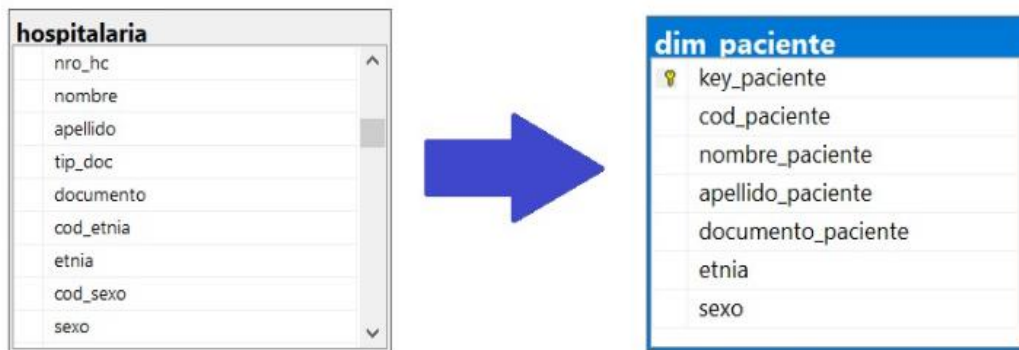 hospitalaria
nro_hc
nombre
apellido
tip_doc
documento
cod_etnia
etnia
cod_sexo
sexo
dim_paciente
key_paciente
cod_paciente
nombre_paciente
apellido_paciente
documento_paciente
etnia
sexo